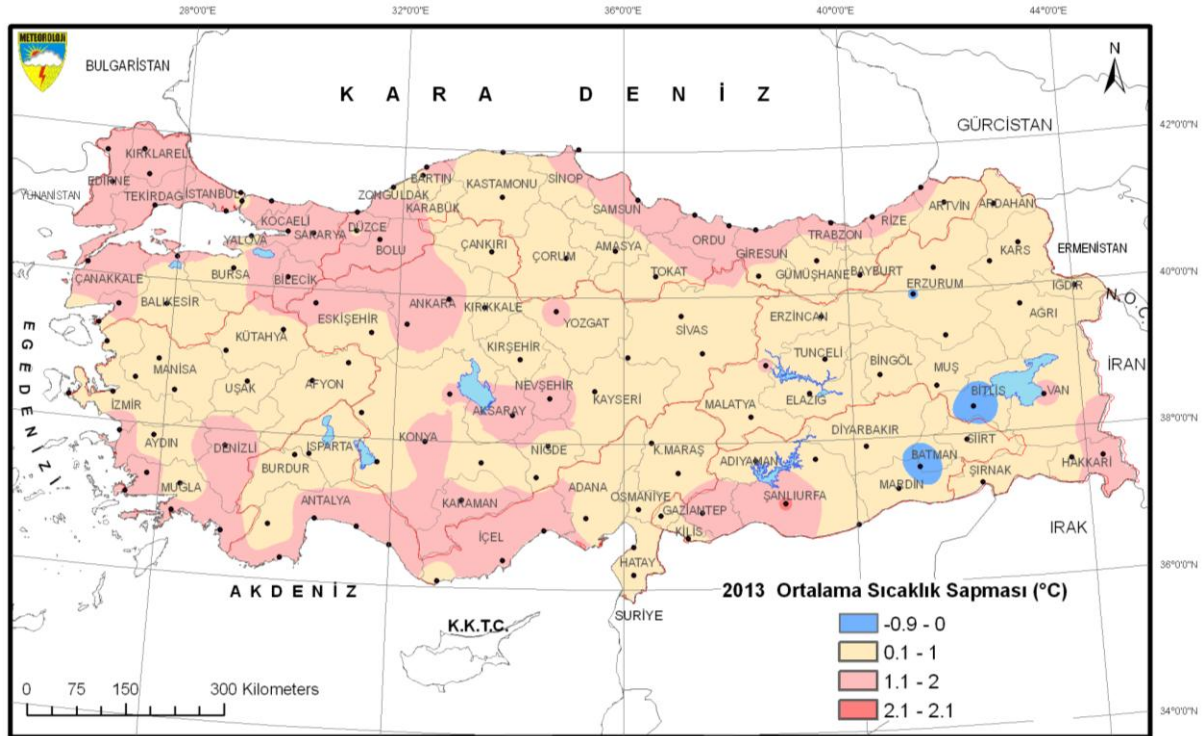 28°0'0"E 32°0'0"E 36°0'0"E 40°0'0"E 44°0'0"E
METEOROLOJİ
BULGARİSTAN
N
KARA DENİZ
GÜRCİSTAN
42°0'0"N
KIRKLARELİ
EDİRNE
YUNANİSTAN
TEKİRDAĞ
İSTANBUL
KOCAELİ
YALOVA
SAKARYA
DÜZCE
BOLU
ZONGULDAK
BARTIN
KARABÜK
KASTAMONU
SİNOP
SAMSUN
ORDU
GİRESUN
TRABZON
RİZE
ARTVİN
ARDAHAN
KARS
ERMENİSTAN
ÇANKIRI
ÇORUM
AMASYA
TOKAT
GÜMÜŞHANE
BAYBURT
ERZURUM
IĞDIR
N.O.C.
40°0'0"N
ÇANAKKALE
BALIKESİR
BURSA
BİLECİK
ESKİŞEHİR
ANKARA
KIRIKKALE
YOZGAT
SİVAS
ERZİNCAN
AĞRI
EGE DENİZİ
KÜTAHYA
MANİSA
UŞAK
AFYON
KIRŞEHİR
NEVŞEHİR
AKSARAY
KAYSERİ
TUNCELİ
BİNGÖL
MUŞ
BİTLİS
VAN
İRAN
İZMİR
AYDIN
DENİZLİ
ISPARTA
BURDUR
KONYA
NİĞDE
MALATYA
ELAZIĞ
DİYARBAKIR
SİİRT
38°0'0"N
MUĞLA
ANTALYA
KARAMAN
İÇEL
ADANA
K.MARAŞ
OSMANİYE
GAZİANTEP
KİLİS
ADIYAMAN
ŞANLIURFA
MARDİN
BATMAN
ŞIRNAK
HAKKARİ
IRAK
HATAY
36°0'0"N
AKDENİZ
K.K.T.C.
SURİYE
2013 Ortalama Sıcaklık Sapması (°C)
-0.9 - 0
0.1 - 1
1.1 - 2
2.1 - 2.1
0 75 150 300 Kilometers
34°0'0"N